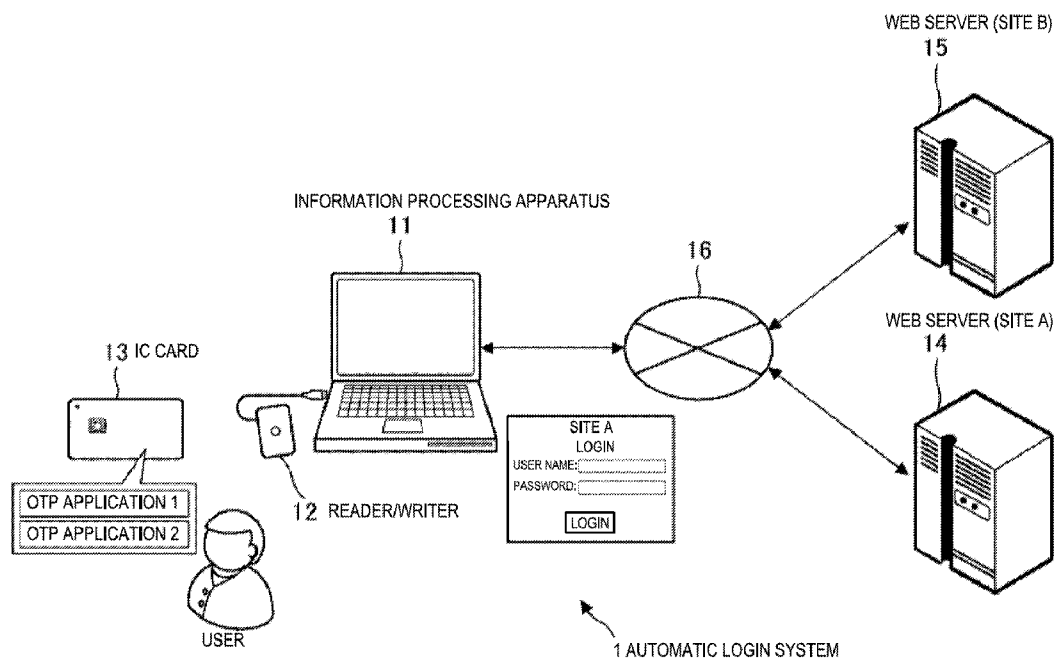 WEB SERVER (SITE B)
15
INFORMATION PROCESSING APPARATUS
11
16
WEB SERVER (SITE A)
14
13 IC CARD
SITE A
LOGIN
USER NAME:
PASSWORD:
LOGIN
OTP APPLICATION 1
OTP APPLICATION 2
12 READER/WRITER
USER
1 AUTOMATIC LOGIN SYSTEM